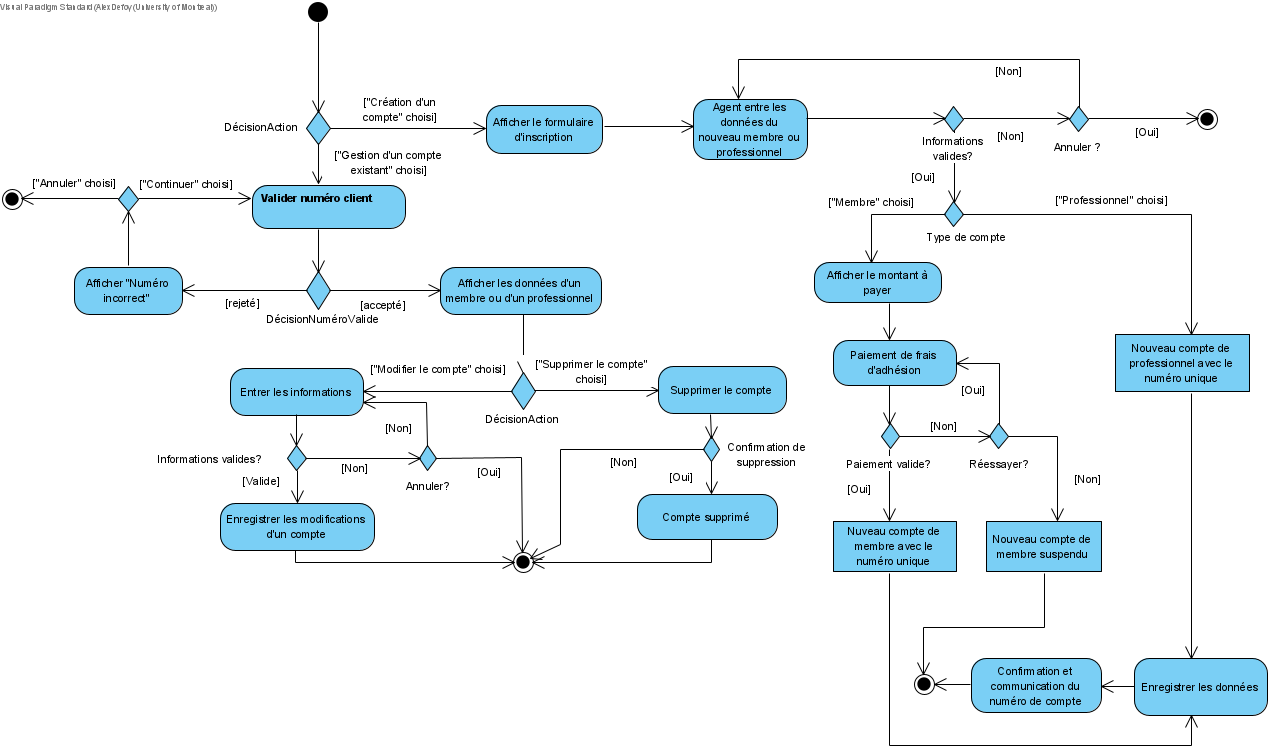 Visual Paradigm Standard (Alex Defoy (University of Montreal))
["Création d'un
compte" choisi]
DécisionAction
["Gestion d'un compte
existant" choisi]
Afficher le formulaire
d'inscription
Agent entre les
données du
nouveau membre ou
professionnel
[Non]
Informations
valides?
[Non]
Annuler ?
[Oui]
[Oui]
["Annuler" choisi]
["Continuer" choisi]
Valider numéro client
["Membre" choisi]
["Professionnel" choisi]
Type de compte
Afficher "Numéro
incorrect"
[rejeté]
[accepté]
DécisionNuméroValide
Afficher les données d'un
membre ou d'un professionnel
Afficher le montant à
payer
Nouveau compte de
professionnel avec le
numéro unique
Paiement de frais
d'adhésion
[Oui]
["Modifier le compte" choisi]
["Supprimer le compte"
choisi]
Entrer les informations
DécisionAction
Supprimer le compte
[Non]
Informations valides?
[Non]
Annuler?
[Oui]
[Valide]
Enregistrer les modifications
d'un compte
Confirmation de
suppression
[Non]
[Oui]
Compte supprimé
[Non]
Paiement valide?
Réessayer?
[Oui]
[Non]
Nuveau compte de
membre avec le
numéro unique
Nouveau compte de
membre suspendu
Confirmation et
communication du
numéro de compte
Enregistrer les données